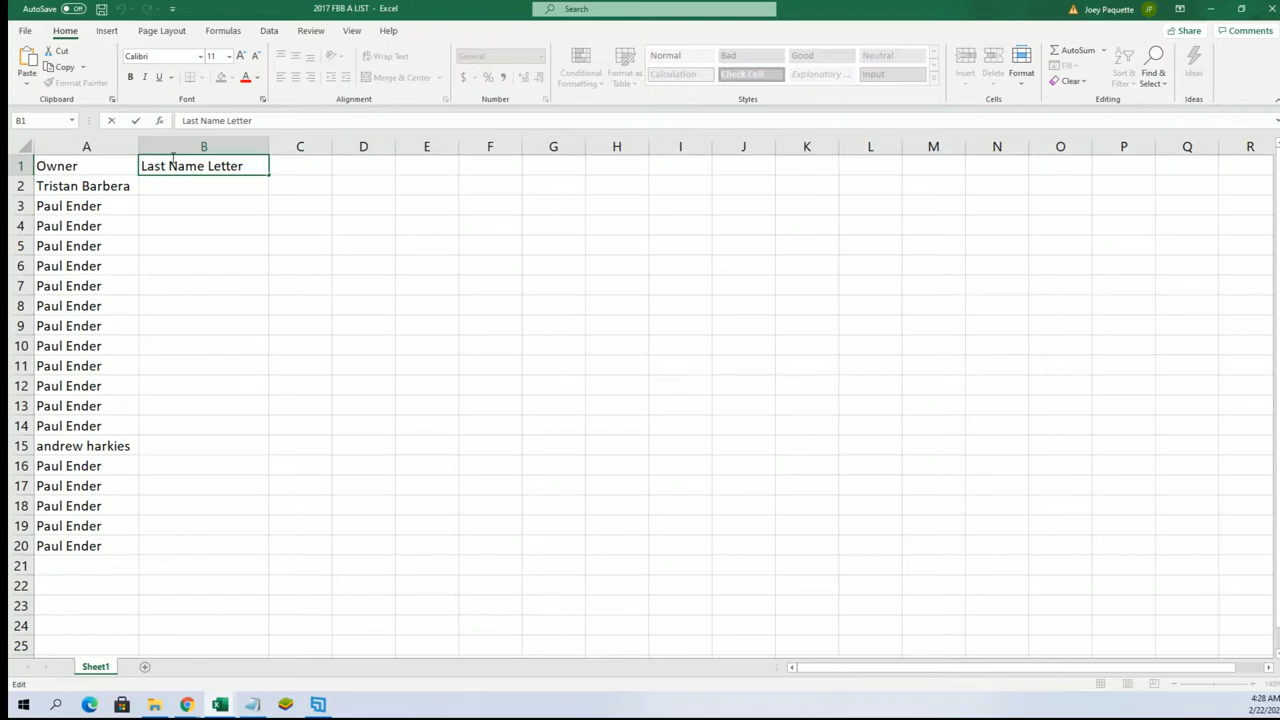 AutoSave Off 2017 FBB A LIST - Excel Search Joey Paquette JP
File Home Insert Page Layout Formulas Data Review View Help Share Comments
Paste Cut Copy Format Painter
Clipboard
Calibri 11
B I U
Font
Wrap Text
Merge & Center
Alignment
General
$ % ,
Number
Conditional Formatting
Format as Table
Normal Bad Good Neutral
Calculation Check Cell Explanatory ... Input
Styles
Insert Delete Format
Cells
AutoSum
Fill
Clear
Sort & Filter
Find & Select
Editing
Ideas
Ideas
B1 fx Last Name Letter
A B C D E F G H I J K L M N O P Q R
1 Owner Last Name Letter
2 Tristan Barbera
3 Paul Ender
4 Paul Ender
5 Paul Ender
6 Paul Ender
7 Paul Ender
8 Paul Ender
9 Paul Ender
10 Paul Ender
11 Paul Ender
12 Paul Ender
13 Paul Ender
14 Paul Ender
15 andrew harkies
16 Paul Ender
17 Paul Ender
18 Paul Ender
19 Paul Ender
20 Paul Ender
21
22
23
24
25
Sheet1
Edit
4:28 AM
2/22/202